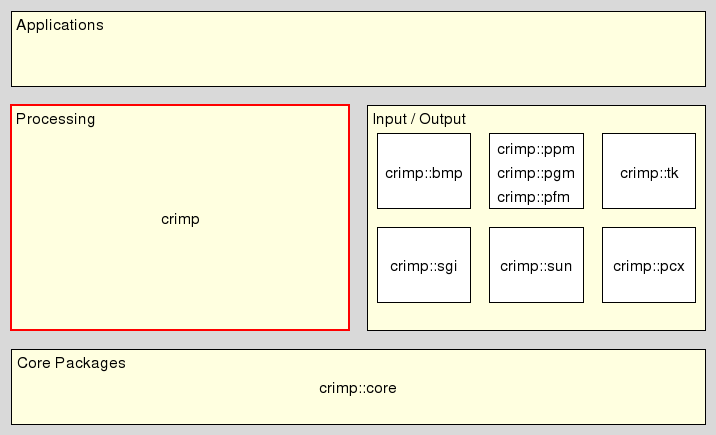 Applications
Processing
crimp
Input / Output
crimp::bmp
crimp::ppm
crimp::pgm
crimp::pfm
crimp::tk
crimp::sgi
crimp::sun
crimp::pcx
Core Packages
crimp::core